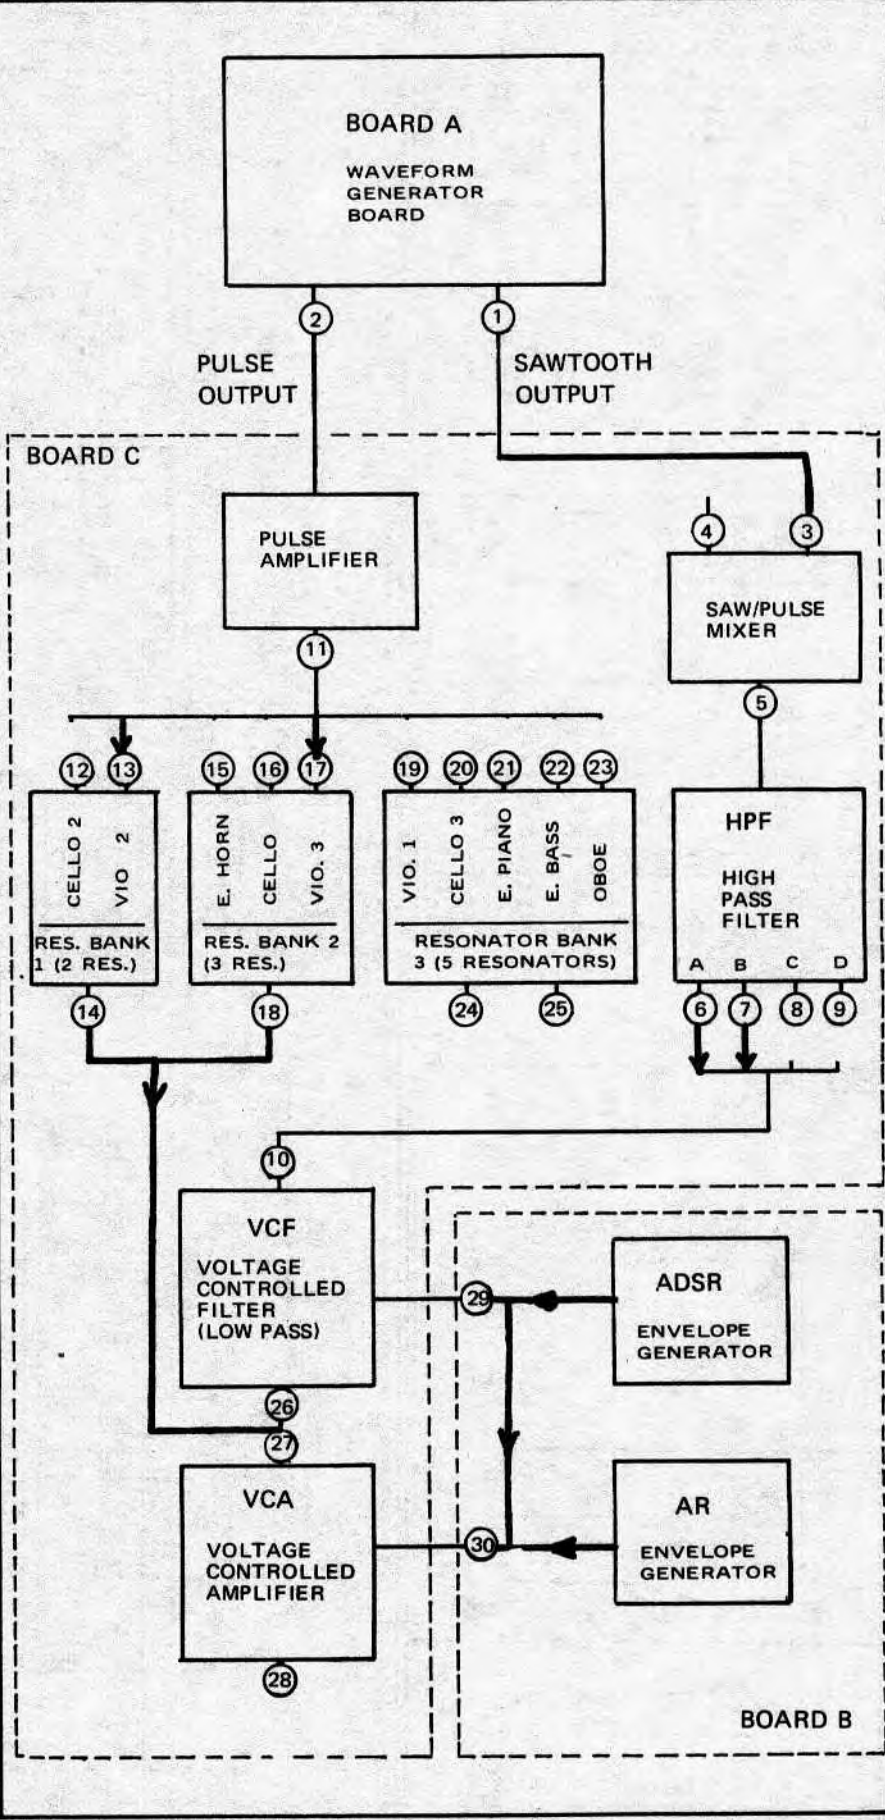 BOARD A
WAVEFORM
GENERATOR
BOARD
2
1
PULSE
OUTPUT
SAWTOOTH
OUTPUT
BOARD C
PULSE
AMPLIFIER
4
3
SAW/PULSE
MIXER
11
5
12
13
15
16
17
19
20
21
22
23
CELLO 2
VIO 2
E. HORN
CELLO
VIO. 3
VIO. 1
CELLO 3
E. PIANO
E. BASS
OBOE
RES. BANK
1 (2 RES.)
RES. BANK 2
(3 RES.)
RESONATOR BANK
3 (5 RESONATORS)
HPF
HIGH
PASS
FILTER
A B C D
14
18
24
25
6
7
8
9
10
VCF
VOLTAGE
CONTROLLED
FILTER
(LOW PASS)
29
ADSR
ENVELOPE
GENERATOR
26
27
VCA
VOLTAGE
CONTROLLED
AMPLIFIER
30
AR
ENVELOPE
GENERATOR
28
BOARD B